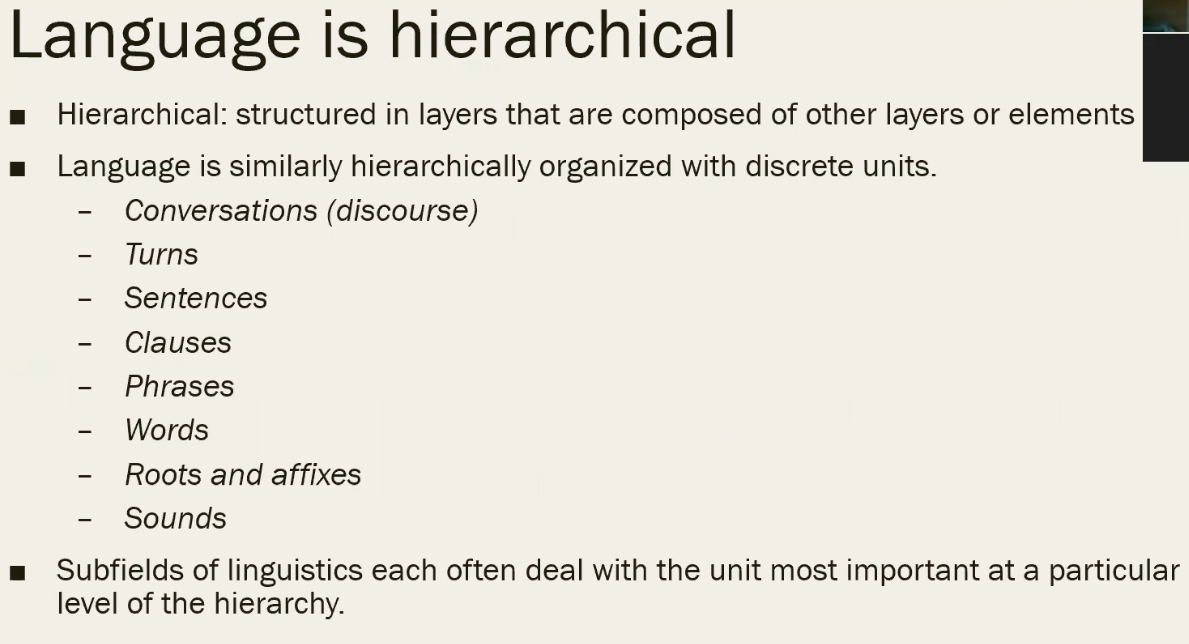 Language is hierarchical
■ Hierarchical: structured in layers that are composed of other layers or elements
■ Language is similarly hierarchically organized with discrete units.
– Conversations (discourse)
– Turns
– Sentences
– Clauses
– Phrases
– Words
– Roots and affixes
– Sounds
■ Subfields of linguistics each often deal with the unit most important at a particular
level of the hierarchy.